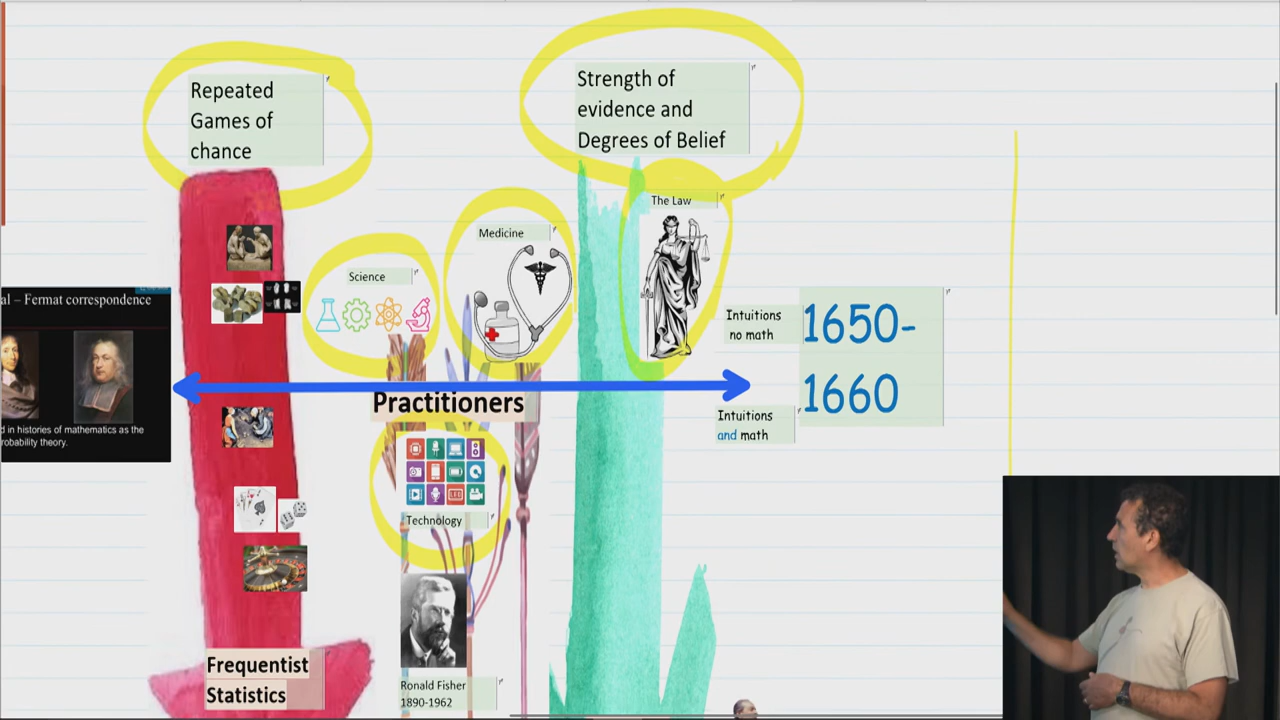 Repeated
Games of
chance
Strength of
evidence and
Degrees of Belief
The Law
Medicine
Science
al – Fermat correspondence
d in histories of mathematics as the
robability theory.
Intuitions
no math
1650-
1660
Practitioners
Intuitions
and math
Technology
Ronald Fisher
1890-1962
Frequentist
Statistics